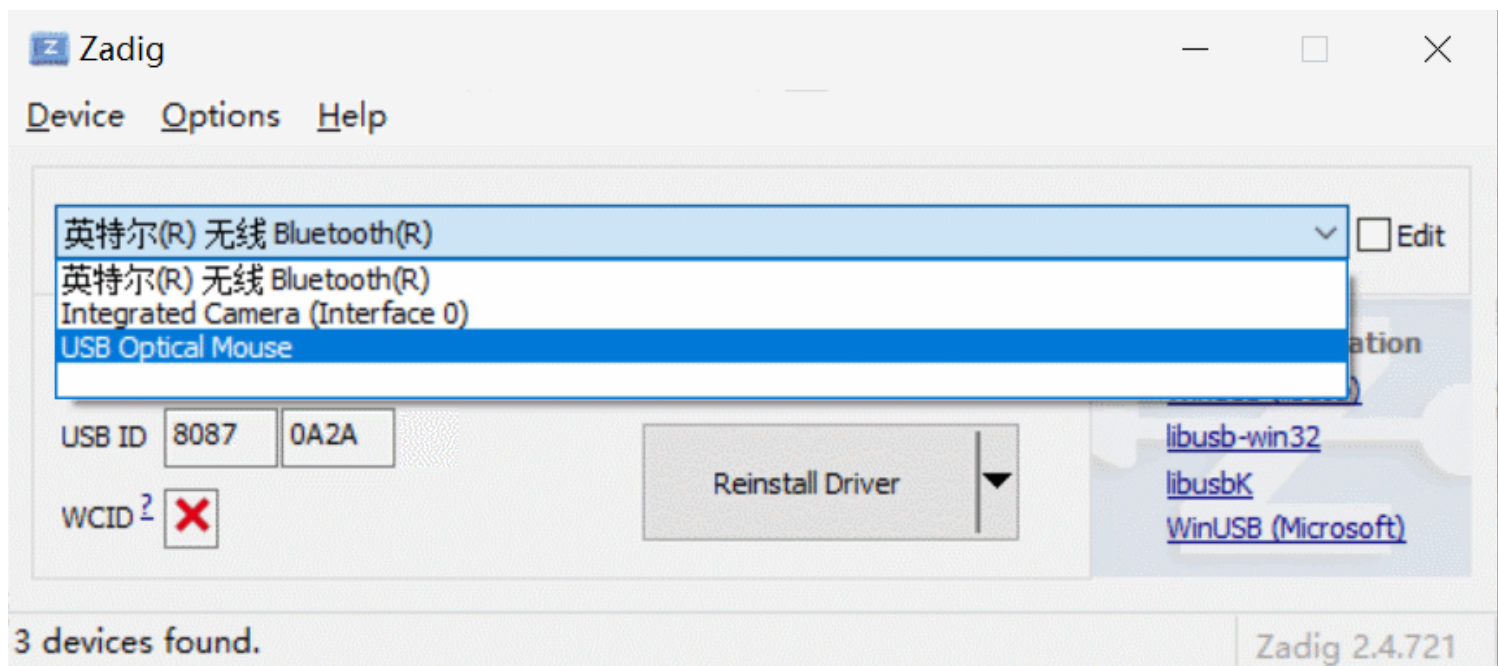 Zadig
Device Options Help
英特尔(R) 无线 Bluetooth(R)
Edit
英特尔(R) 无线 Bluetooth(R)
Integrated Camera (Interface 0)
USB Optical Mouse
ation
USB ID 8087 0A2A
libusb-win32
Reinstall Driver
libusbK
WCID ?
WinUSB (Microsoft)
3 devices found.
Zadig 2.4.721